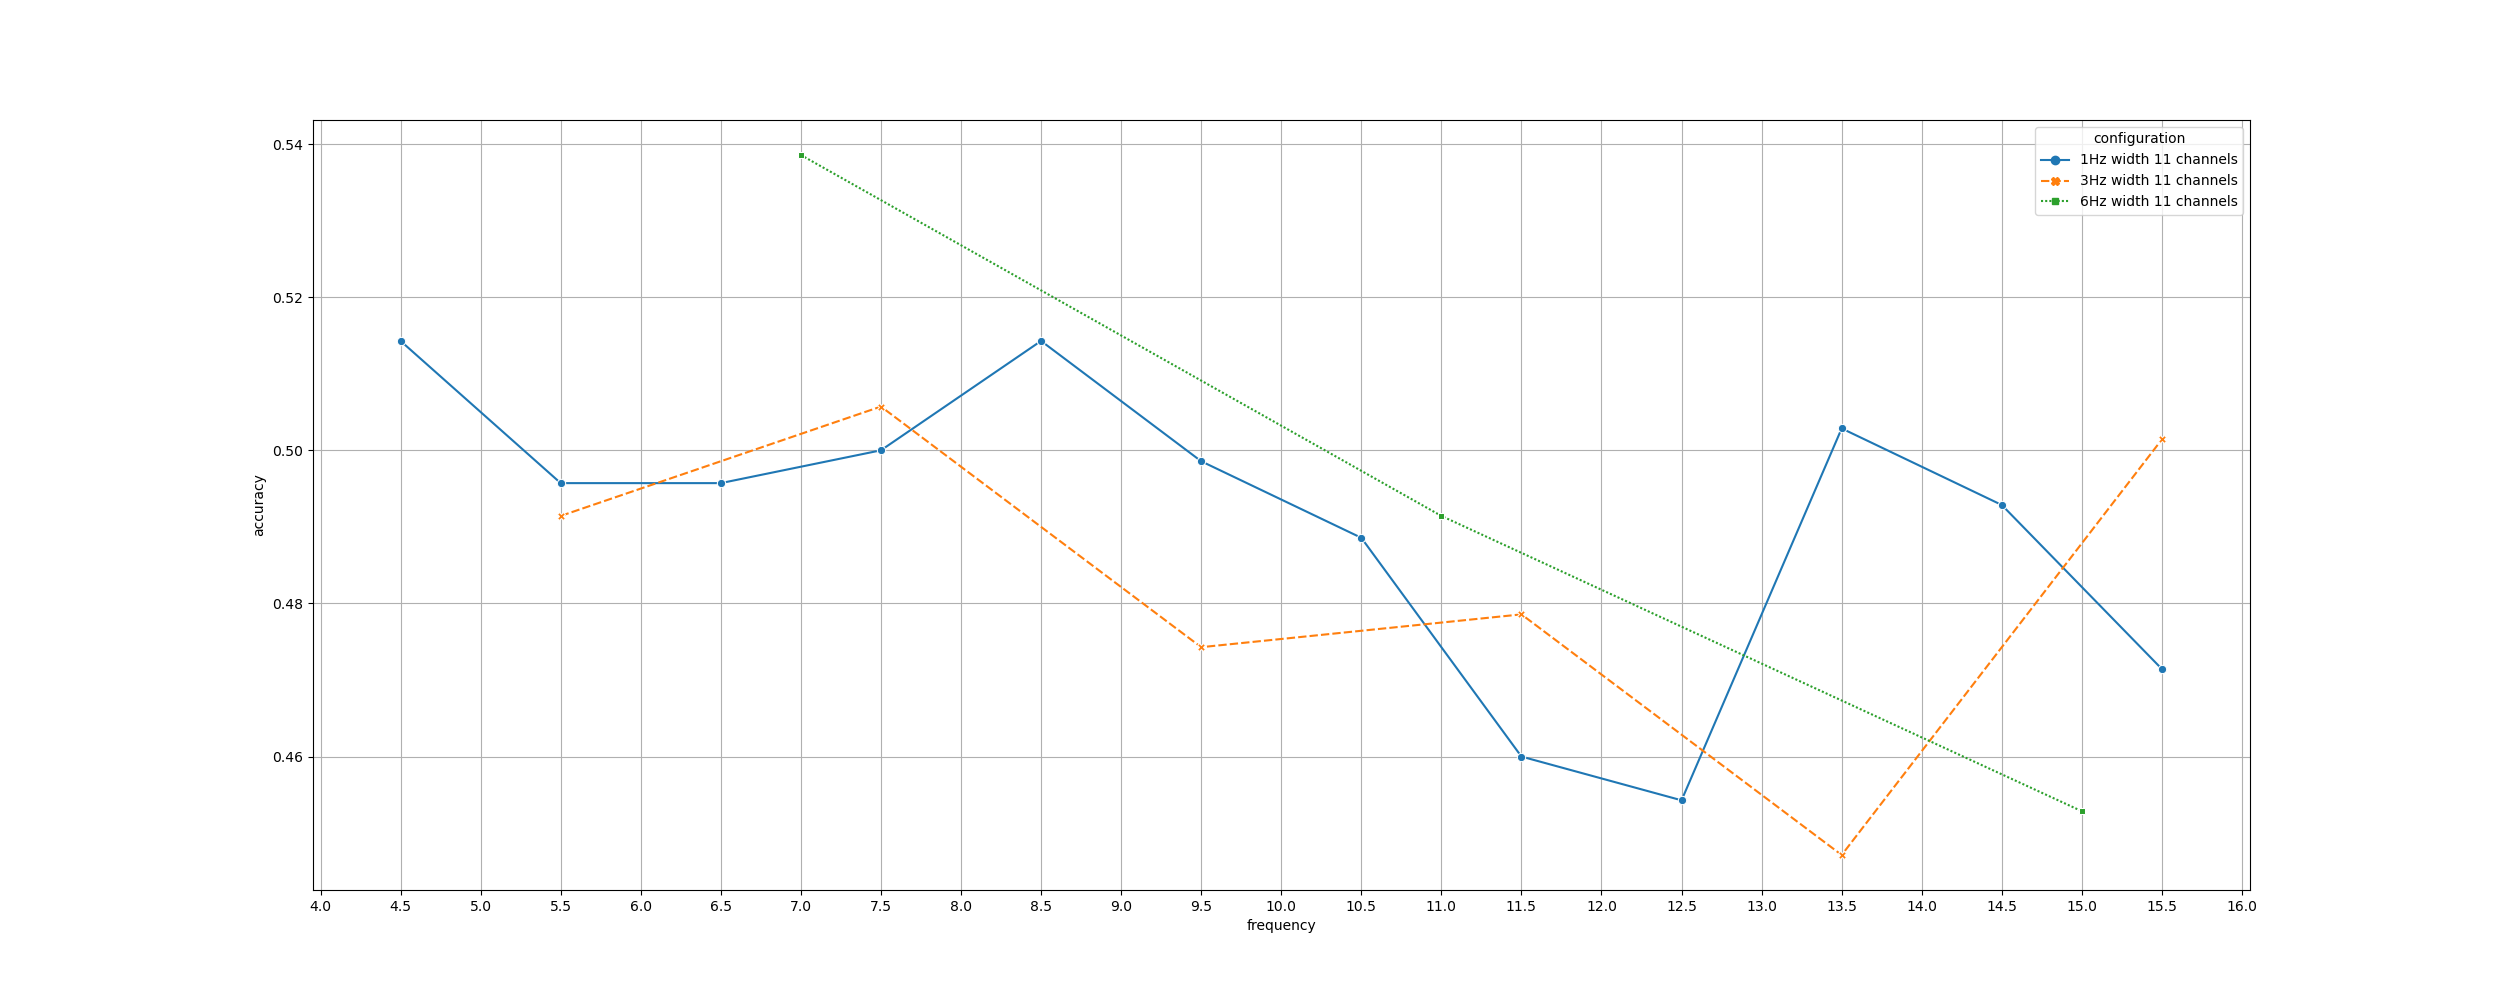 configuration
1Hz width 11 channels
3Hz width 11 channels
6Hz width 11 channels
0.54
0.52
0.50
0.48
0.46
accuracy
4.0 4.5 5.0 5.5 6.0 6.5 7.0 7.5 8.0 8.5 9.0 9.5 10.0 10.5 11.0 11.5 12.0 12.5 13.0 13.5 14.0 14.5 15.0 15.5 16.0
frequency